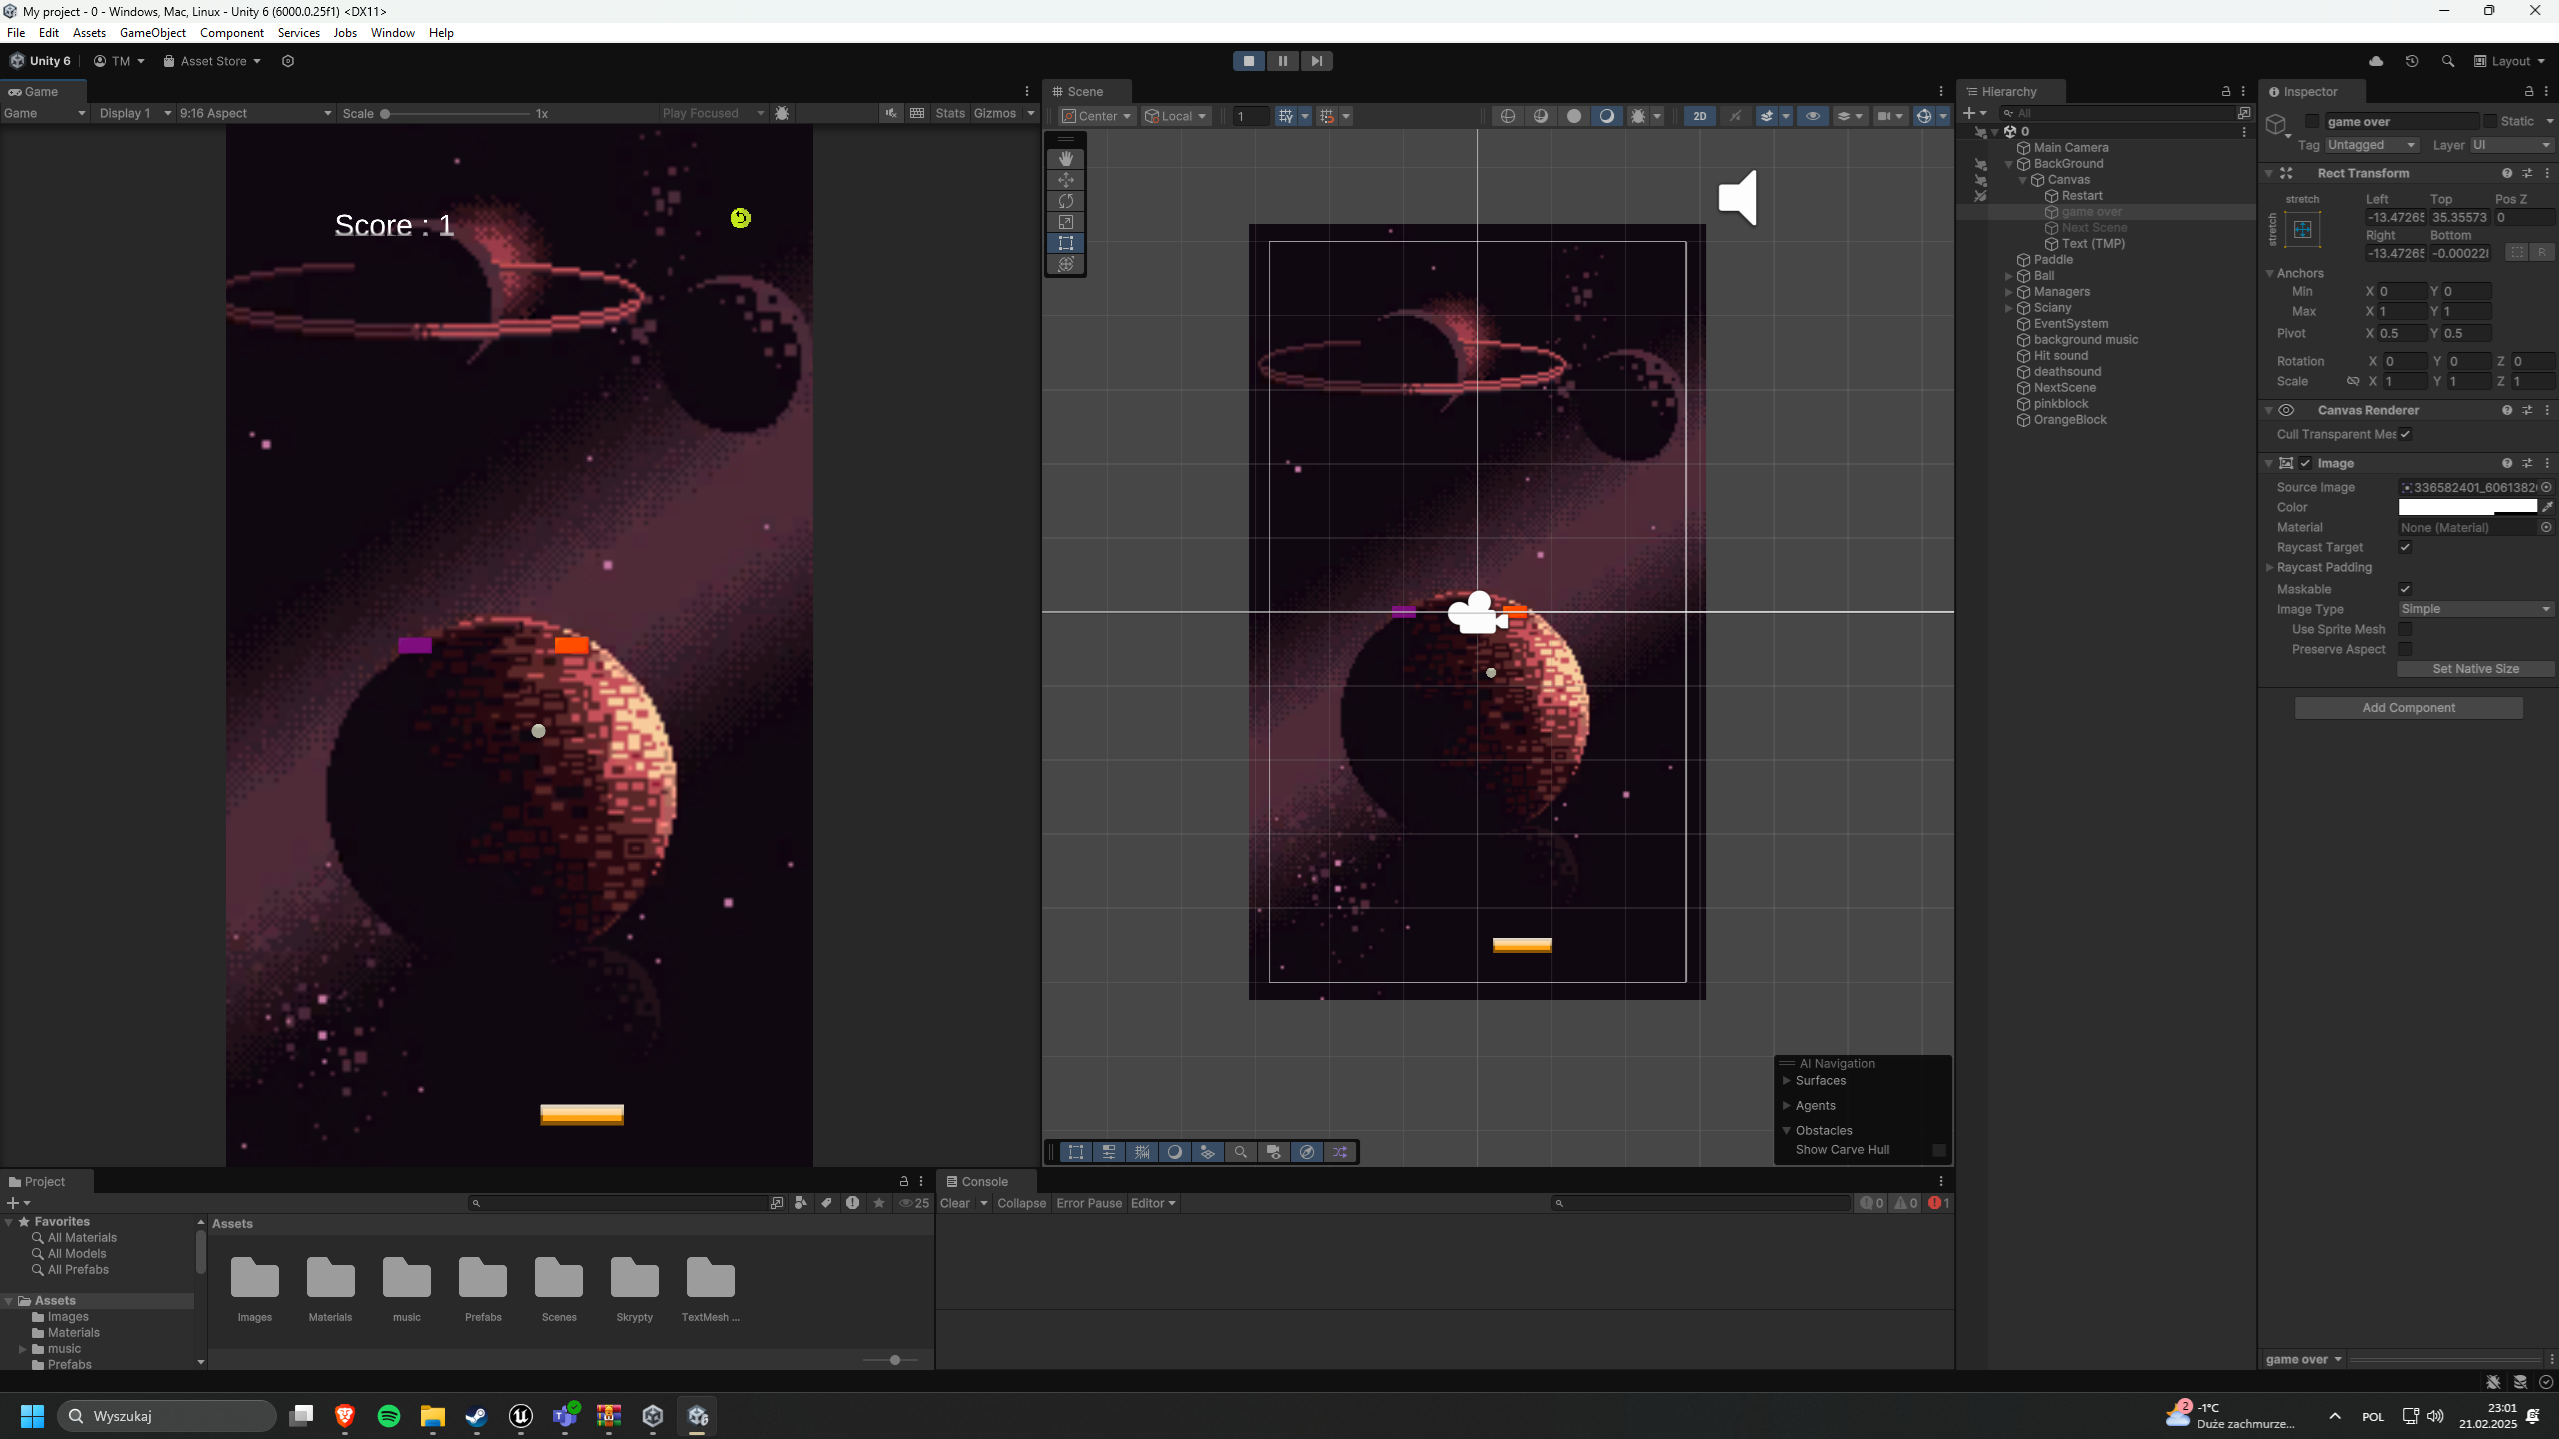 My project - 0 - Windows, Mac, Linux - Unity 6 (6000.0.25f1) <DX11>
File Edit Assets GameObject Component Services Jobs Window Help
Unity 6 TM Asset Store Layout
Game
Game Display 1 9:16 Aspect Scale 1x Play Focused Stats Gizmos
Score : 1
Scene
Center Local 1 2D
AI Navigation
Surfaces
Agents
Obstacles
Show Carve Hull
Hierarchy
All
0
Main Camera
BackGround
Canvas
Restart
game over
Next Scene
Text (TMP)
Paddle
Ball
Managers
Sciany
EventSystem
background music
Hit sound
deathsound
NextScene
pinkblock
OrangeBlock
Inspector
game over Static
Tag Untagged Layer UI
Rect Transform
stretch Left Top Pos Z
stretch -13.47265 35.35573 0
Right Bottom
-13.47265 -0.000228 R
Anchors
Min X 0 Y 0
Max X 1 Y 1
Pivot X 0.5 Y 0.5
Rotation X 0 Y 0 Z 0
Scale X 1 Y 1 Z 1
Canvas Renderer
Cull Transparent Mes
Image
Source Image 336582401_6061382
Color
Material None (Material)
Raycast Target
Raycast Padding
Maskable
Image Type Simple
Use Sprite Mesh
Preserve Aspect
Set Native Size
Add Component
game over
Project
25
Favorites
All Materials
All Models
All Prefabs
Assets
Images
Materials
music
Prefabs
Assets
Images Materials music Prefabs Scenes Skrypty TextMesh ...
Console
Clear Collapse Error Pause Editor 0 0 1
Wyszukaj
2 -1°C
Duże zachmurze...
POL
23:01
21.02.2025